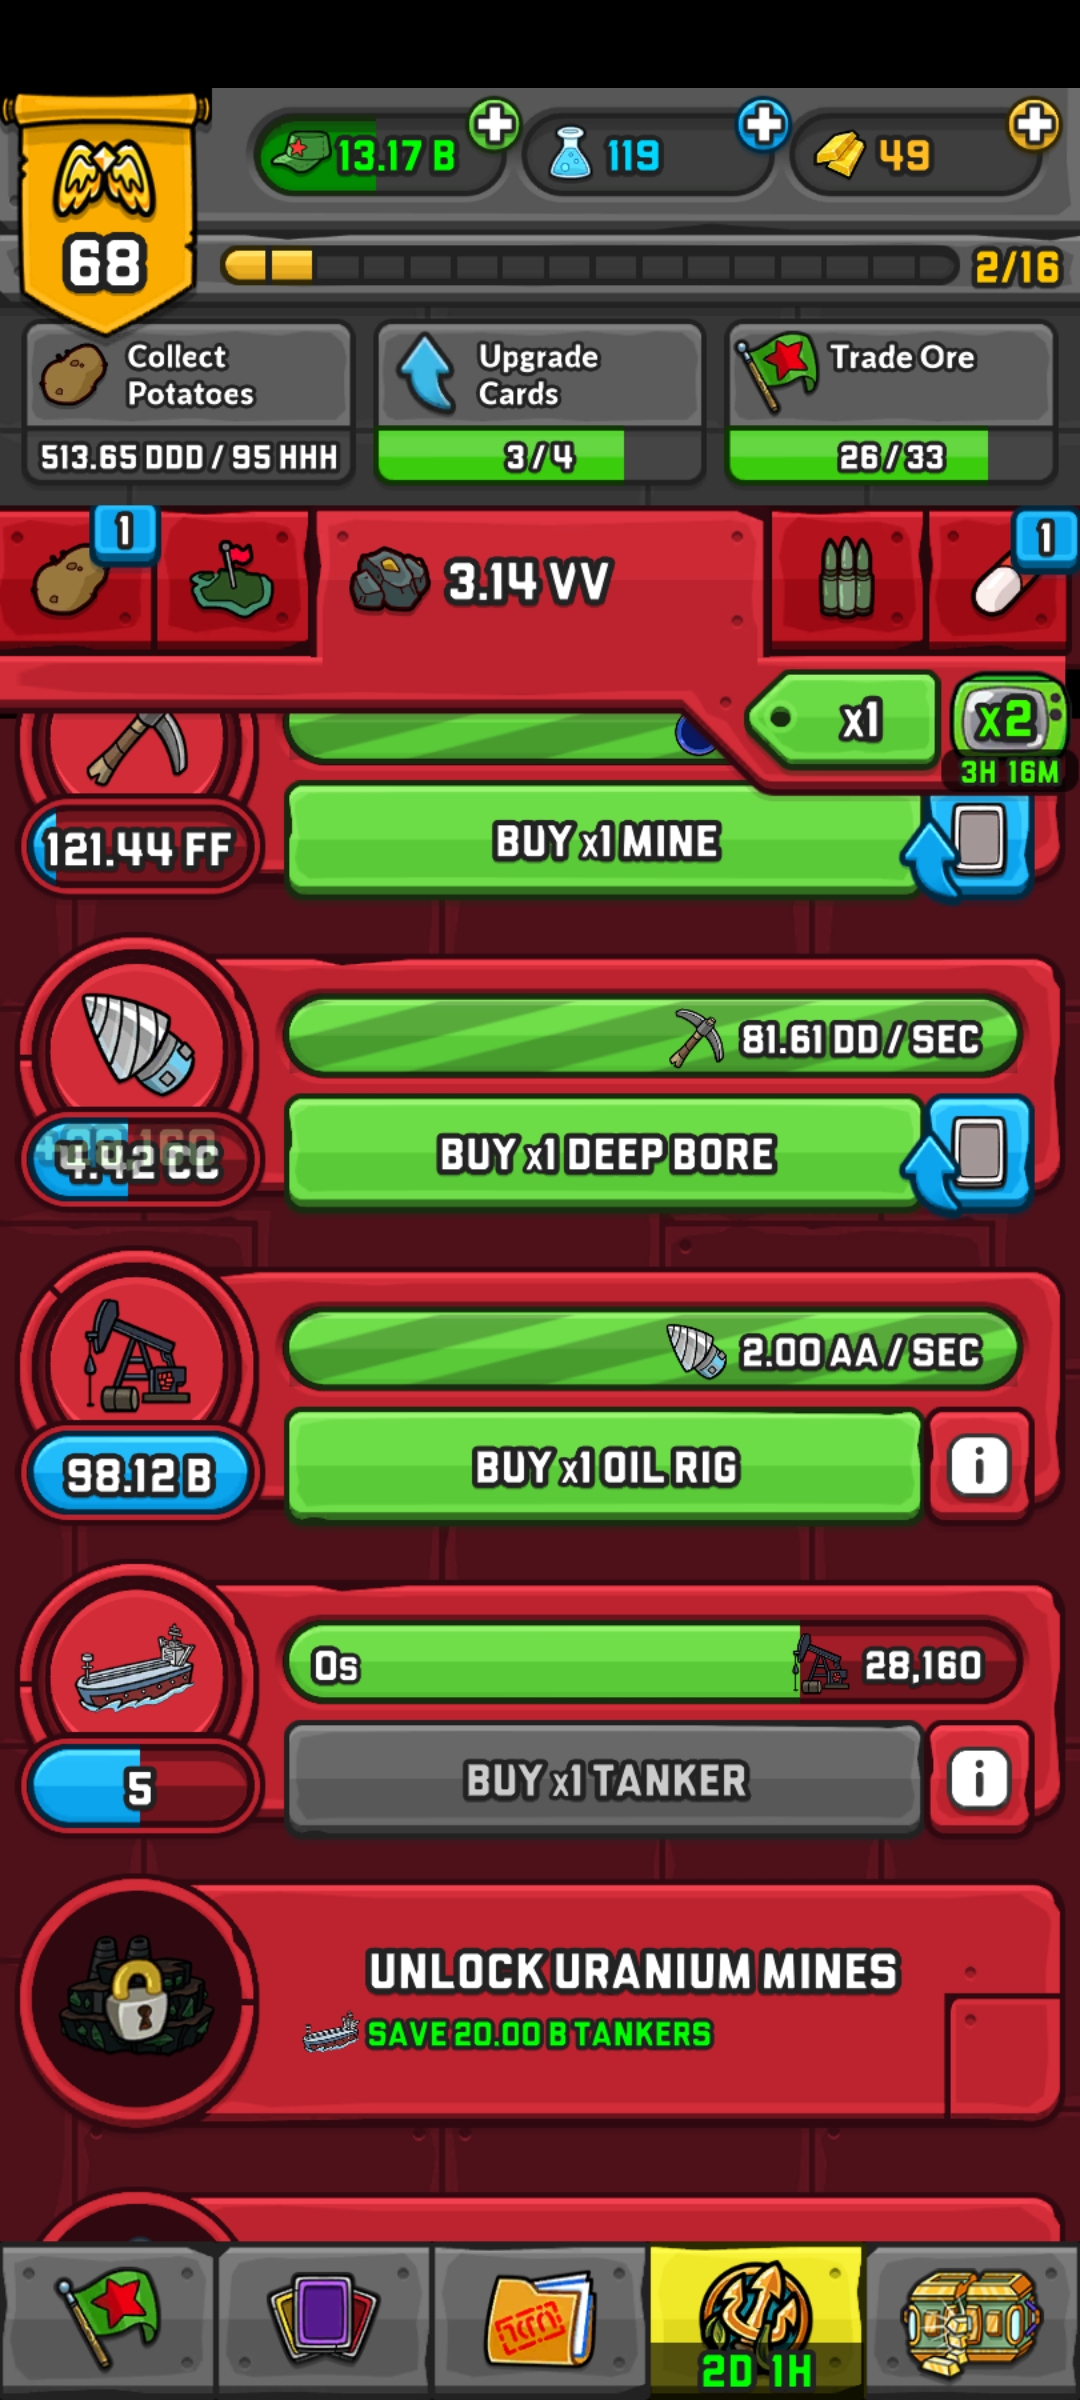 13.17 B
119
49
68
2/16
Collect
Potatoes
Upgrade
Cards
Trade Ore
513.65 DDD / 95 HHH
3/4
26/33
1
3.14 VV
1
x1
x2
3H 16M
121.44 FF
BUY x1 MINE
81.61 DD / SEC
4.42 CC
BUY x1 DEEP BORE
2.00 AA / SEC
98.12 B
BUY x1 OIL RIG
i
0s
28,160
5
BUY x1 TANKER
i
UNLOCK URANIUM MINES
SAVE 20.00 B TANKERS
2D 1H